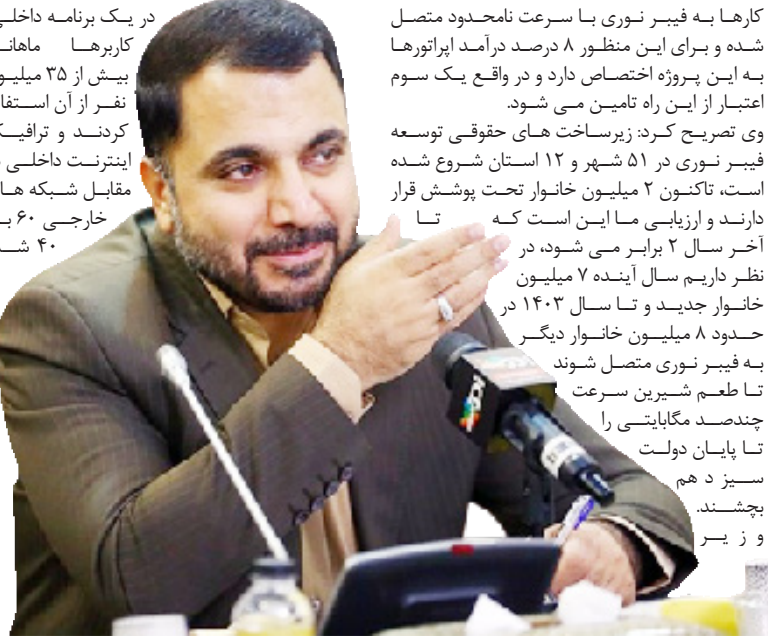 کارها به فیبر نوری با سرعت نامحدود متصل
شده و برای این منظور ۸ درصد درآمد اپراتورها
به این پروژه اختصاص دارد و در واقع یک سوم
اعتبار از این راه تامین می شود.
وی تصریح کرد: زیرساخت های حقوقی توسعه
فیبر نوری در ۵۱ شهر و ۱۲ استان شروع شده
است، تاکنون ۲ میلیون خانوار تحت پوشش قرار
دارند و ارزیابی ما این است که تا
آخر سال ۲ برابر می شود، در
نظر داریم سال آینده ۷ میلیون
خانوار جدید و تا سال ۱۴۰۳ در
حدود ۸ میلیون خانوار دیگر
به فیبر نوری متصل شوند
تا طعم شیرین سرعت
چندصد مگابایتی را
تا پایان دولت
سیز د هم
بچشند.
و ز یر
در یک برنامه داخلی
کاربرها ماهانه
بیش از ۳۵
نفر از آن
کردند و
اینترنت داخلی
مقابل شبکه
خارجی ۶۰
۴۰